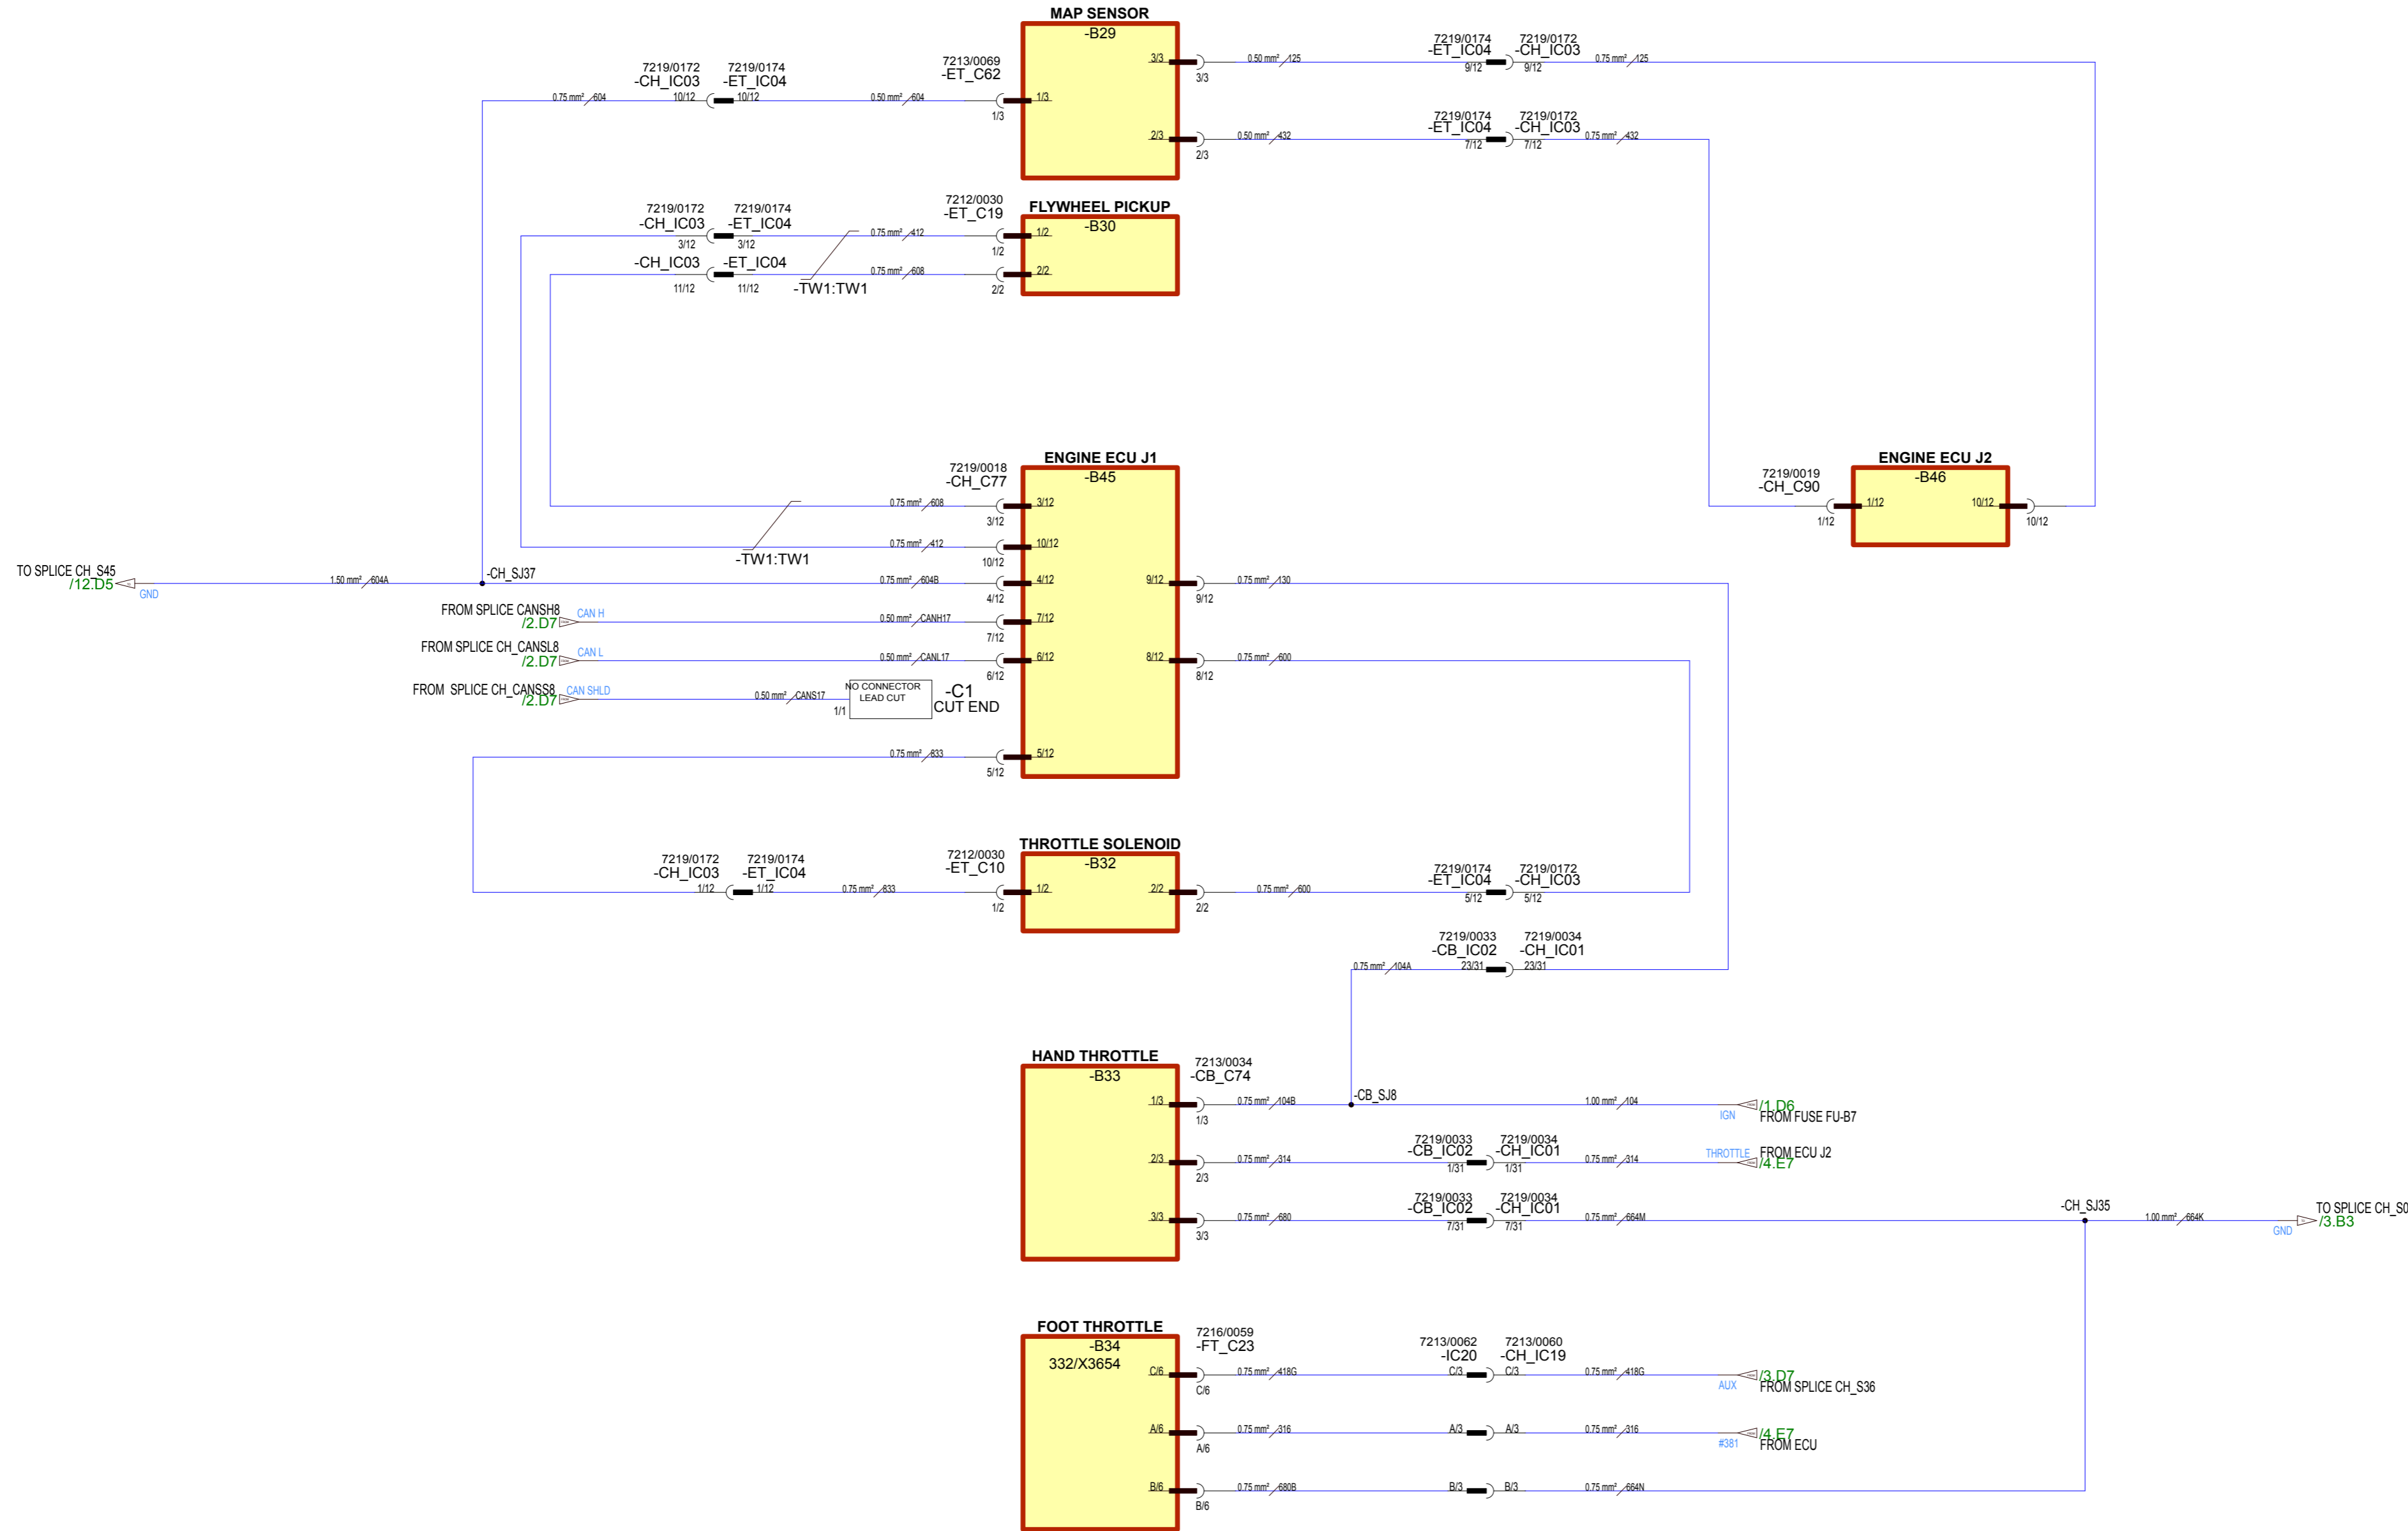 MAP SENSOR
-B29
7219/0174 7219/0172
-ET_IC04 -CH_IC03
3/3 3/3 0.50 mm² 125 9/12 9/12 0.75 mm² 125
7219/0172 7219/0174 7213/0069
-CH_IC03 -ET_IC04 -ET_C62
0.75 mm² 604 10/12 10/12 0.50 mm² 604 1/3 1/3
7219/0174 7219/0172
-ET_IC04 -CH_IC03
2/3 2/3 0.50 mm² 432 7/12 7/12 0.75 mm² 432
FLYWHEEL PICKUP
-B30
7219/0172 7219/0174 7212/0030
-CH_IC03 -ET_IC04 -ET_C19
3/12 3/12 0.75 mm² 412 1/2 1/2
-CH_IC03 -ET_IC04
11/12 11/12 0.75 mm² 608 2/2 2/2
-TW1:TW1
ENGINE ECU J1
-B45
7219/0018
-CH_C77
0.75 mm² 608 3/12 3/12
0.75 mm² 412 10/12 10/12
-TW1:TW1
ENGINE ECU J2
-B46
7219/0019
-CH_C90
1/12 1/12 10/12 10/12
TO SPLICE CH_S45
/12.D5
GND
1.50 mm² 604A
-CH_SJ37
0.75 mm² 604B 4/12 4/12
9/12 9/12 0.75 mm² 130
FROM SPLICE CANSH8
/2.D7
CAN H
0.50 mm² CANH17 7/12 7/12
FROM SPLICE CH_CANSL8
/2.D7
CAN L
0.50 mm² CANL17 6/12 6/12
8/12 8/12 0.75 mm² 600
FROM SPLICE CH_CANSS8
/2.D7
CAN SHLD
0.50 mm² CANS17 1/1
NO CONNECTOR
LEAD CUT
-C1
CUT END
0.75 mm² 633 5/12 5/12
THROTTLE SOLENOID
-B32
7219/0172 7219/0174 7212/0030
-CH_IC03 -ET_IC04 -ET_C10
1/12 1/12 0.75 mm² 633 1/2 1/2
7219/0174 7219/0172
-ET_IC04 -CH_IC03
2/2 2/2 0.75 mm² 600 5/12 5/12
7219/0033 7219/0034
-CB_IC02 -CH_IC01
0.75 mm² 104A 23/31 23/31
HAND THROTTLE
-B33
7213/0034
-CB_C74
1/3 1/3 0.75 mm² 104B
-CB_SJ8
1.00 mm² 104
IGN
/1.D6
FROM FUSE FU-B7
7219/0033 7219/0034
-CB_IC02 -CH_IC01
2/3 2/3 0.75 mm² 314 1/31 1/31 0.75 mm² 314
THROTTLE
FROM ECU J2
/4.E7
7219/0033 7219/0034
-CB_IC02 -CH_IC01
3/3 3/3 0.75 mm² 680 7/31 7/31 0.75 mm² 664M
-CH_SJ35
1.00 mm² 664K
GND
TO SPLICE CH_S0
/3.B3
FOOT THROTTLE
-B34
332/X3654
7216/0059 7213/0062 7213/0060
-FT_C23 -IC20 -CH_IC19
C/6 C/6 0.75 mm² 418G C/3 C/3 0.75 mm² 418G
AUX
/3.D7
FROM SPLICE CH_S36
A/6 A/6 0.75 mm² 316 A/3 A/3 0.75 mm² 316
#381
/4.E7
FROM ECU
B/6 B/6 0.75 mm² 680B B/3 B/3 0.75 mm² 664N